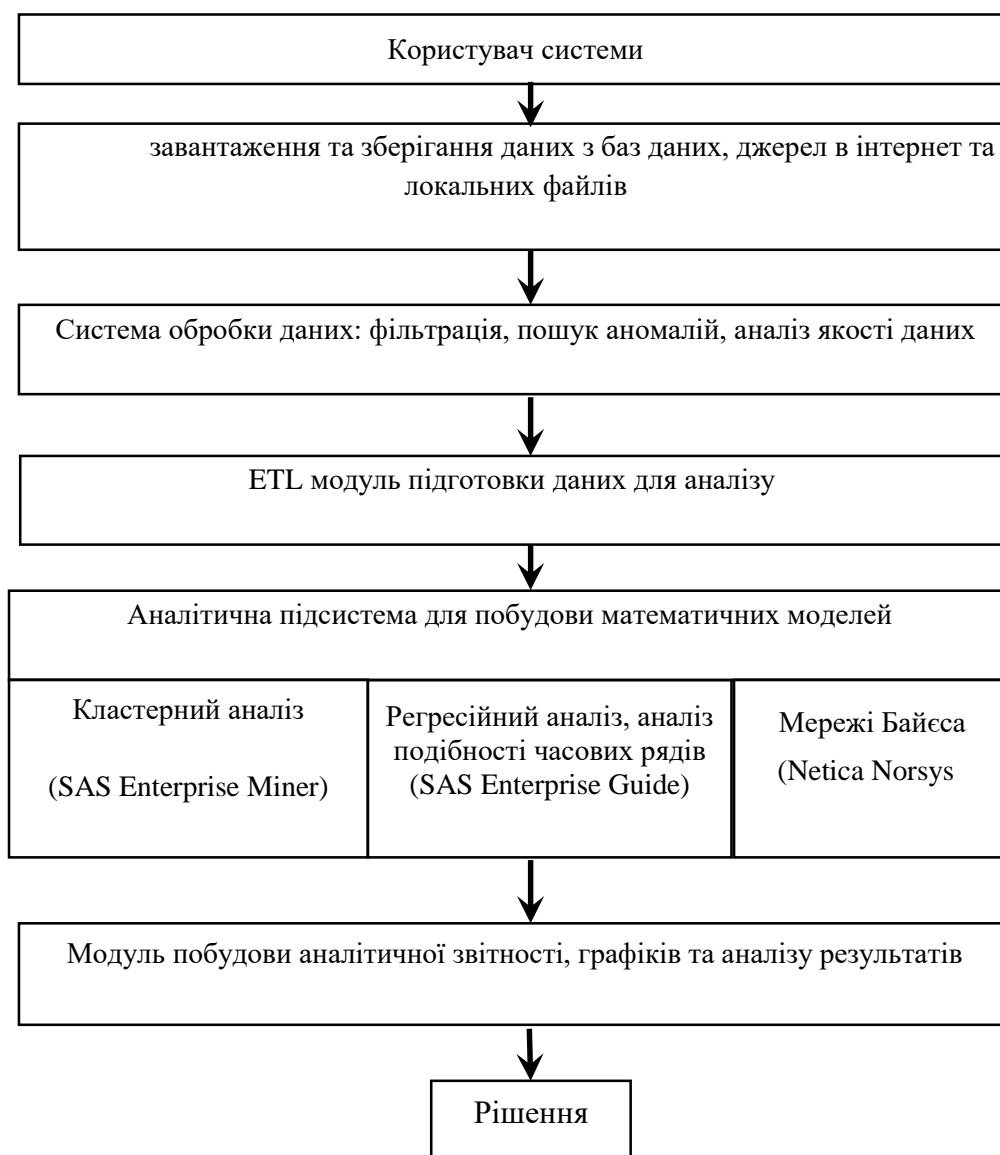 Користувач системи
завантаження та зберігання даних з баз даних, джерел в інтернет та
локальних файлів
Система обробки даних: фільтрація, пошук аномалій, аналіз якості даних
ETL модуль підготовки даних для аналізу
Аналітична підсистема для побудови математичних моделей
Кластерний аналіз
(SAS Enterprise Miner)
Регресійний аналіз, аналіз
подібності часових рядів
(SAS Enterprise Guide)
Мережі Байєса
(Netica Norsys
Модуль побудови аналітичної звітності, графіків та аналізу результатів
Рішення